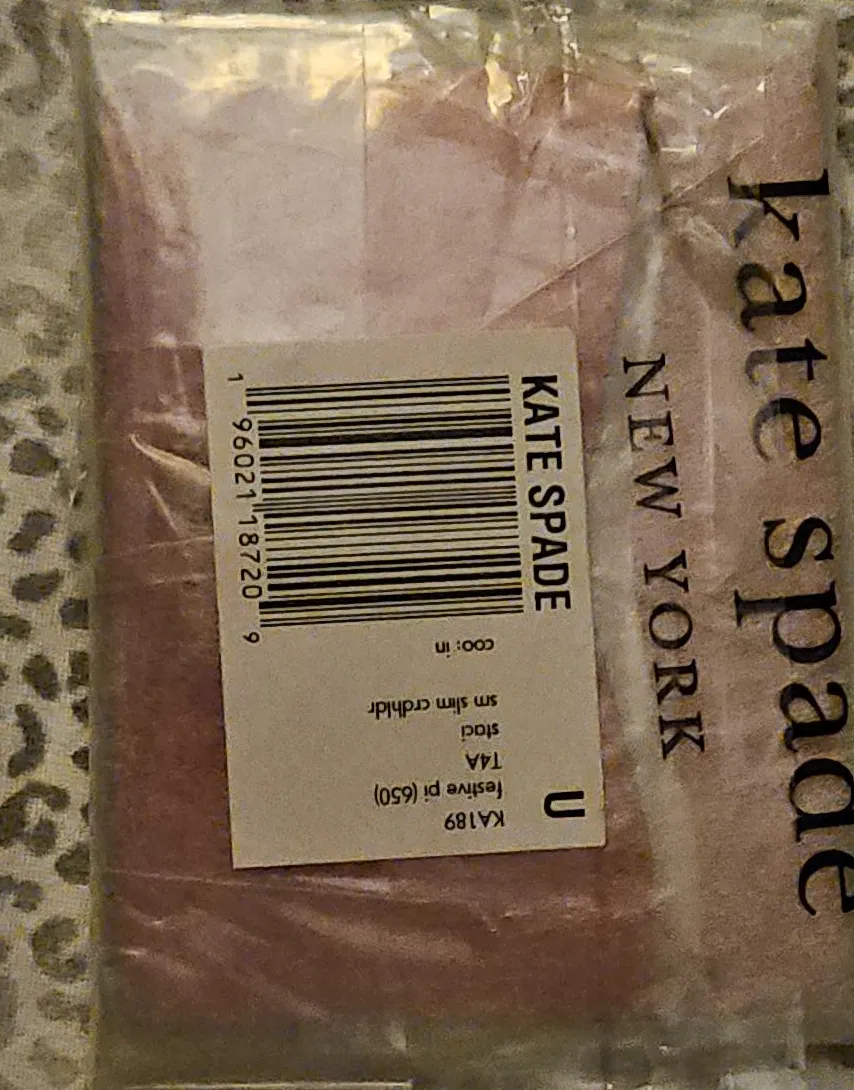 kate spade
NEW YORK
KATE SPADE
1 96021 18720 9
U
KA189
festive pi (650)
T4A
staci
sm slim crdhldr
coo: in